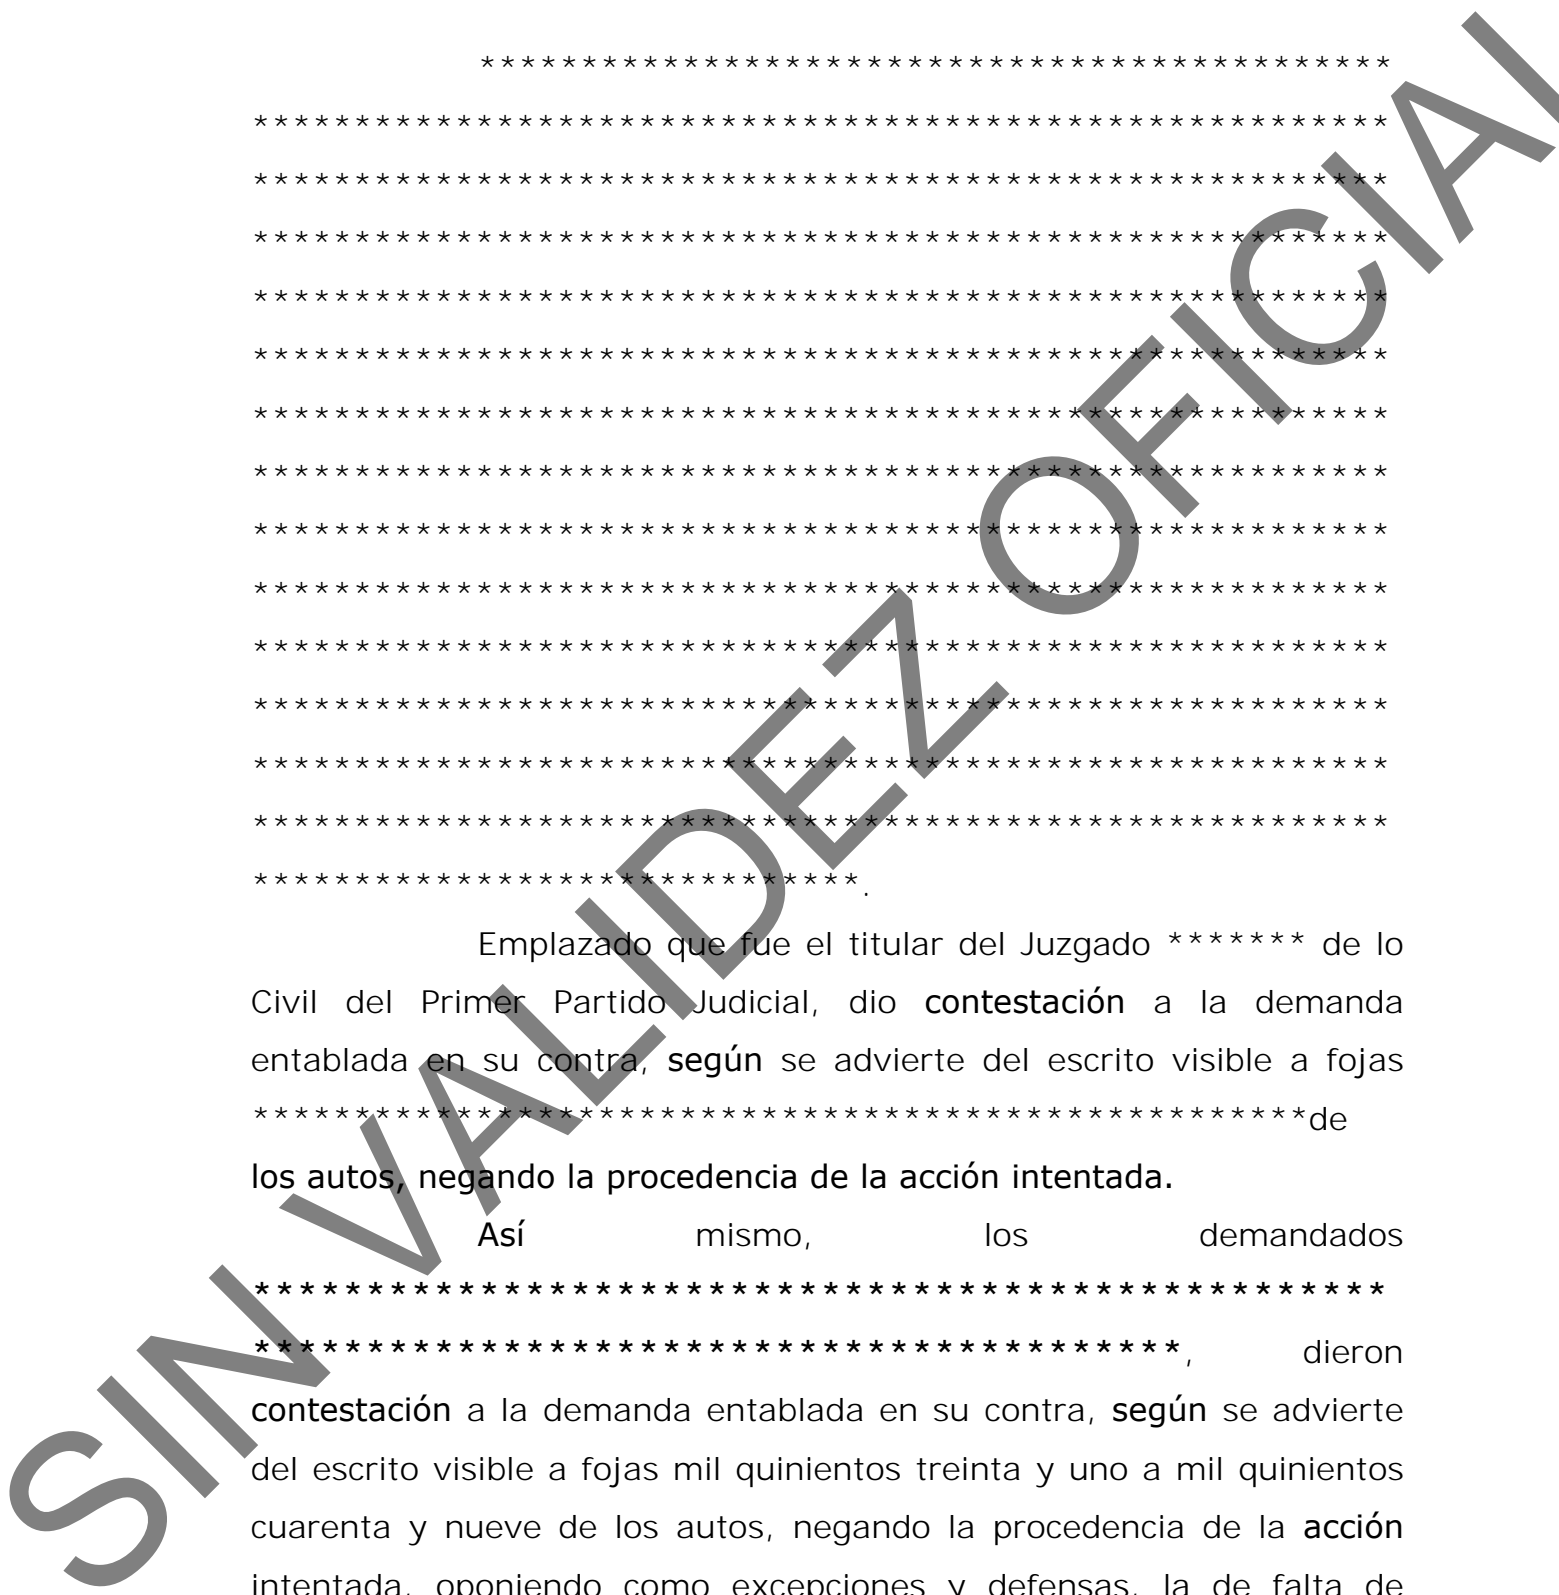 *********************************************
********************************************************
********************************************************
********************************************************
********************************************************
********************************************************
********************************************************
********************************************************
********************************************************
********************************************************
********************************************************
********************************************************
********************************************************
********************************************************
******************************.
Emplazado que fue el titular del Juzgado ******* de lo
Civil del Primer Partido Judicial, dio contestación a la demanda
entablada en su contra, según se advierte del escrito visible a fojas
****************************************************de
los autos, negando la procedencia de la acción intentada.
Así mismo, los demandados
**************************************************
*****************************************, dieron
contestación a la demanda entablada en su contra, según se advierte
del escrito visible a fojas mil quinientos treinta y uno a mil quinientos
cuarenta y nueve de los autos, negando la procedencia de la acción
intentada, oponiendo como excepciones y defensas, la de falta de
SIN VALIDEZ OFICIAL